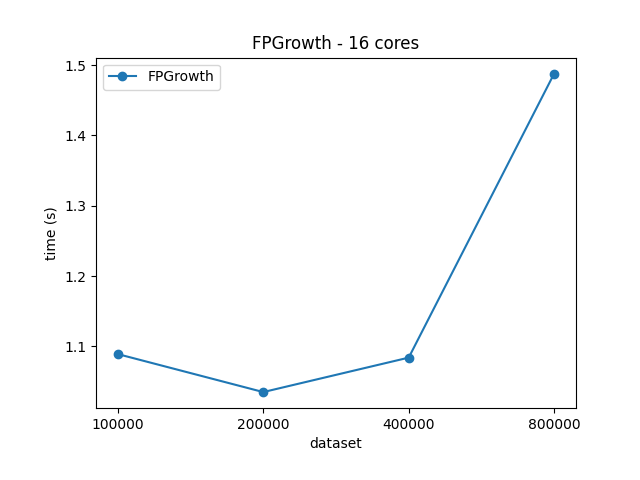 FPGrowth - 16 cores
FPGrowth
1.5
1.4
1.3
1.2
1.1
time (s)
100000 200000 400000 800000
dataset